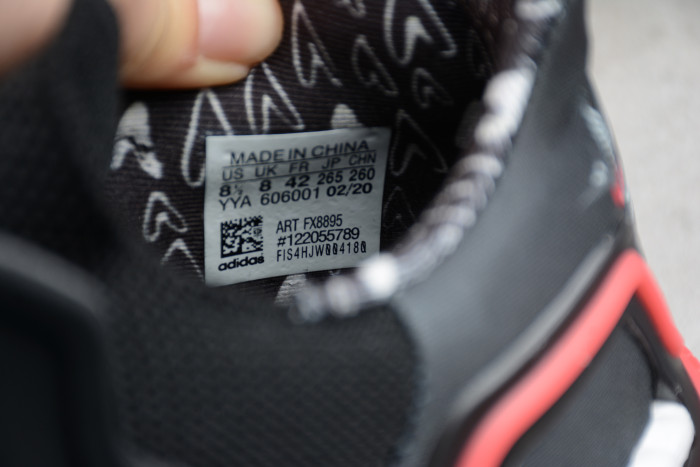 MADE IN CHINA
US UK FR JP CHN
8½ 8 42 265 260
YYA 606001 02/20
ART FX8895
#122055789
FIS4HJW004180
adidas